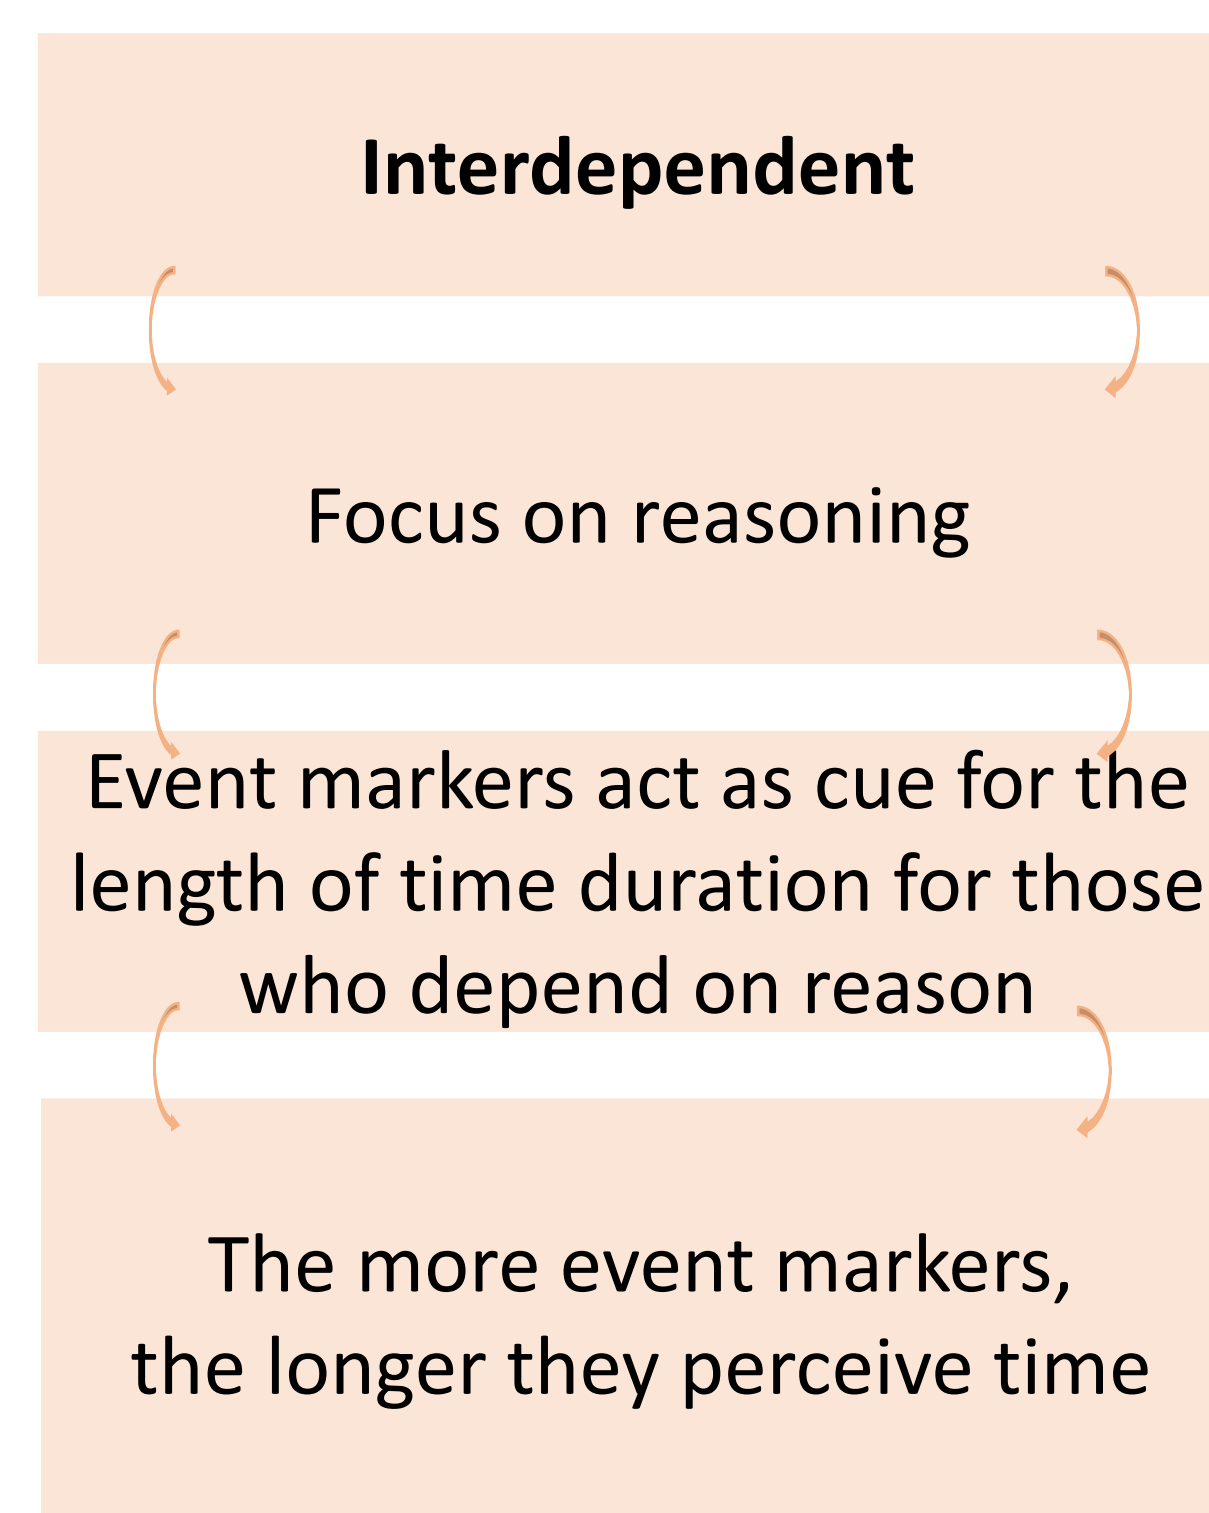 Interdependent
Focus on reasoning
Event markers act as cue for the
length of time duration for those
who depend on reason
The more event markers,
the longer they perceive time